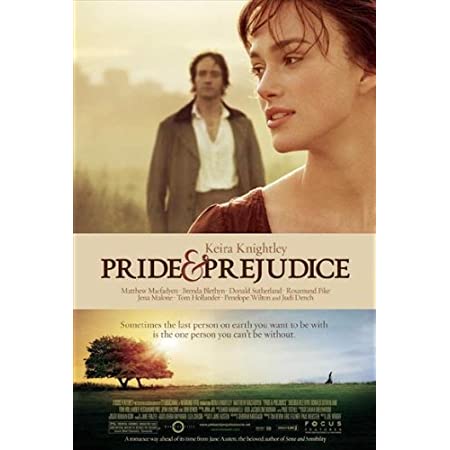 Keira Knightley
PRIDE & PREJUDICE
Matthew Macfadyen · Brenda Blethyn · Donald Sutherland · Rosamund Pike
Jena Malone · Tom Hollander · Penelope Wilton and Judi Dench
Sometimes the last person on earth you want to be with
is the one person you can't be without.
FOCUS
FEATURES
A romance way ahead of its time from Jane Austen, the beloved author of Sense and Sensibility